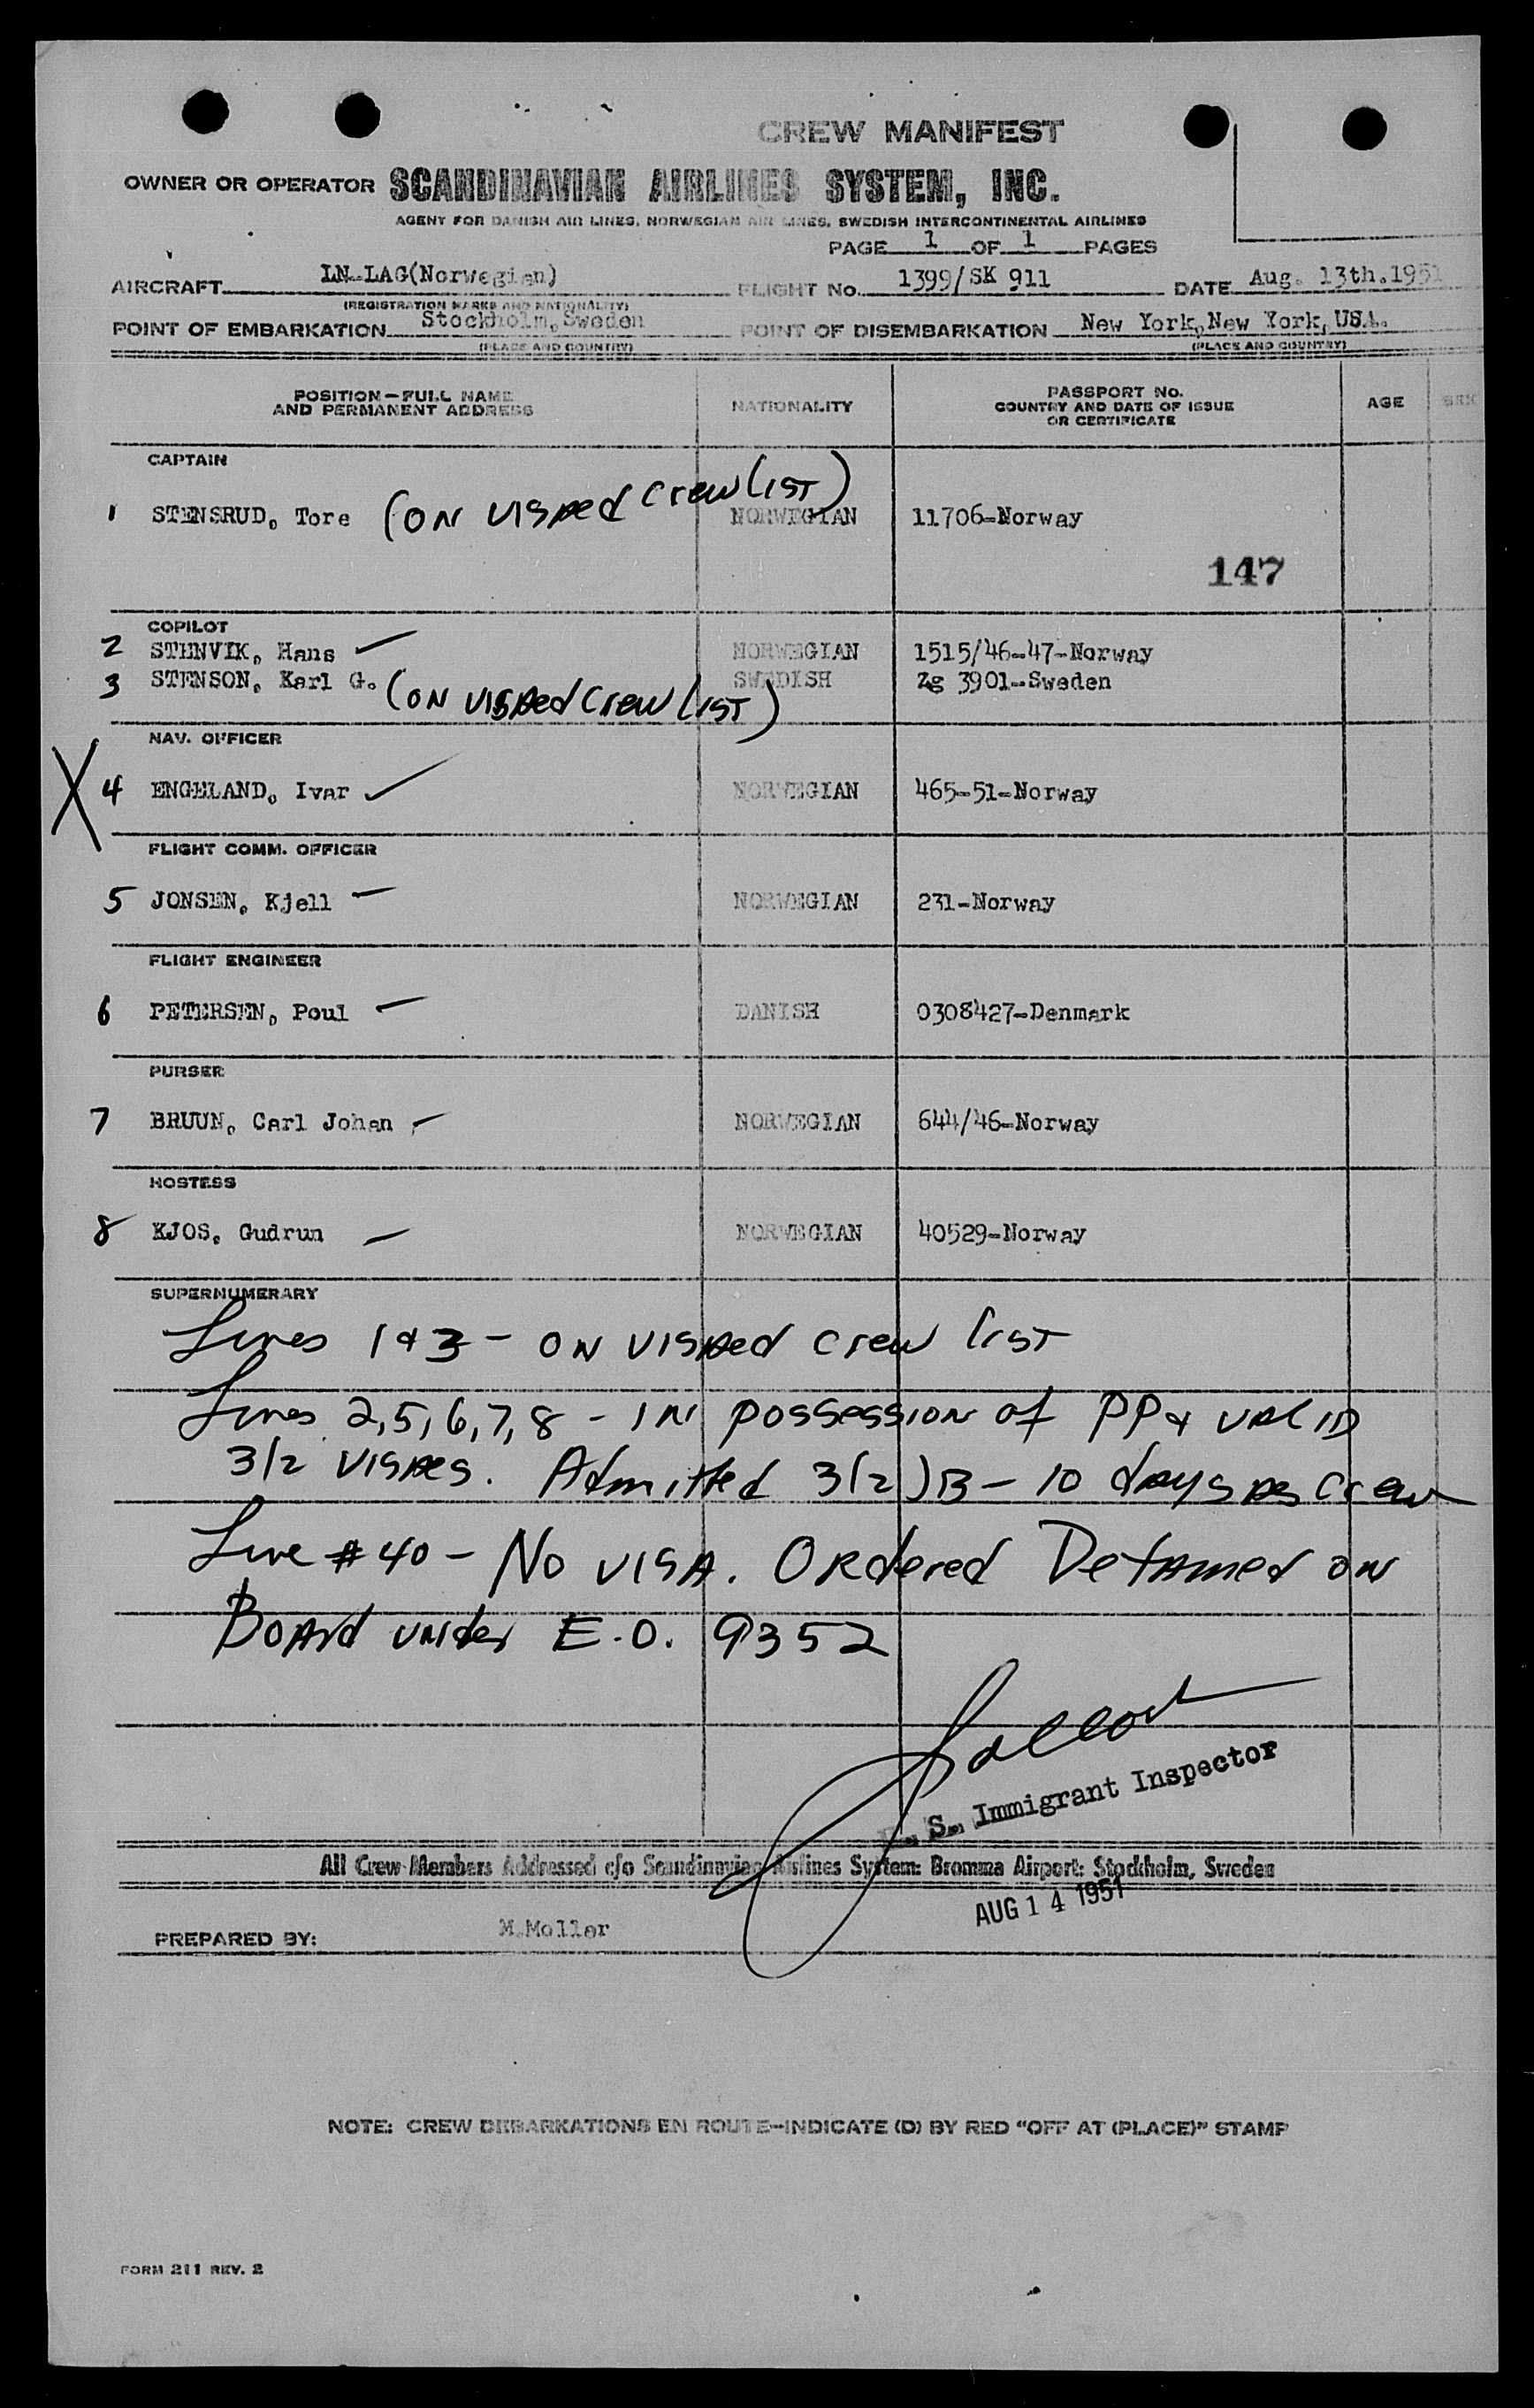 CREW MANIFEST
OWNER OR OPERATOR SCANDINAVIAN AIRLINES SYSTEM, INC.
AGENT FOR DANISH AIR LINES, NORWEGIAN AIR LINES, SWEDISH INTERCONTINENTAL AIRLINES
PAGE 1 OF 1 PAGES
AIRCRAFT LN-LAG(Norwegian) FLIGHT No. 1399/SK 911 DATE Aug. 13th.1951
(REGISTRATION MARKS AND NATIONALITY)
POINT OF EMBARKATION Stockholm, Sweden POINT OF DISEMBARKATION New York, New York, USA.
(PLACE AND COUNTRY) (PLACE AND COUNTRY)
POSITION—FULL NAME AND PERMANENT ADDRESS NATIONALITY PASSPORT NO. COUNTRY AND DATE OF ISSUE OR CERTIFICATE AGE SEX
CAPTAIN
1 STENSRUD, Tore (ON VISAed Crew LIST) NORWEGIAN 11706-Norway
147
COPILOT
2 STENVIK, Hans NORWEGIAN 1515/46-47-Norway
3 STENSON, Karl G. (ON VISAed Crew LIST) SWEDISH Zg 3901-Sweden
NAV. OFFICER
X 4 ENGELAND, Ivar NORWEGIAN 465-51-Norway
FLIGHT COMM. OFFICER
5 JONSEN, Kjell NORWEGIAN 231-Norway
FLIGHT ENGINEER
6 PETERSEN, Poul DANISH 0308427-Denmark
PURSER
7 BRUUN, Carl Johan NORWEGIAN 644/46-Norway
HOSTESS
8 KJOS, Gudrun NORWEGIAN 40529-Norway
SUPERNUMERARY
Lines 1 & 3 - ON VISAed Crew LIST
Lines 2,5,6,7,8 - IN possession of PP & VALID
3/2 VISAes. Admitted 3(2)B - 10 days as Crew
Line # 40 - No VISA. Ordered Detained on
Board under E.O. 9352
U. S. Immigrant Inspector
All Crew Members Addressed c/o Scandinavian Airlines System: Bromma Airport: Stockholm, Sweden
AUG 14 1951
PREPARED BY: M.Moller
NOTE: CREW DEBARKATIONS EN ROUTE—INDICATE (D) BY RED "OFF AT (PLACE)" STAMP
FORM 211 REV. 2